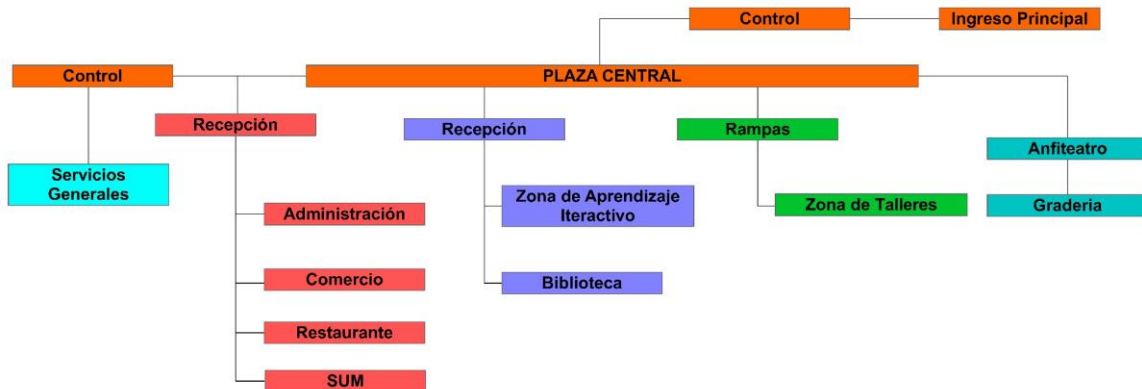 Control
Ingreso Principal
Control
PLAZA CENTRAL
Recepción
Recepción
Rampas
Anfiteatro
Servicios
Generales
Zona de Aprendizaje
Iteractivo
Zona de Talleres
Graderia
Administración
Comercio
Biblioteca
Restaurante
SUM